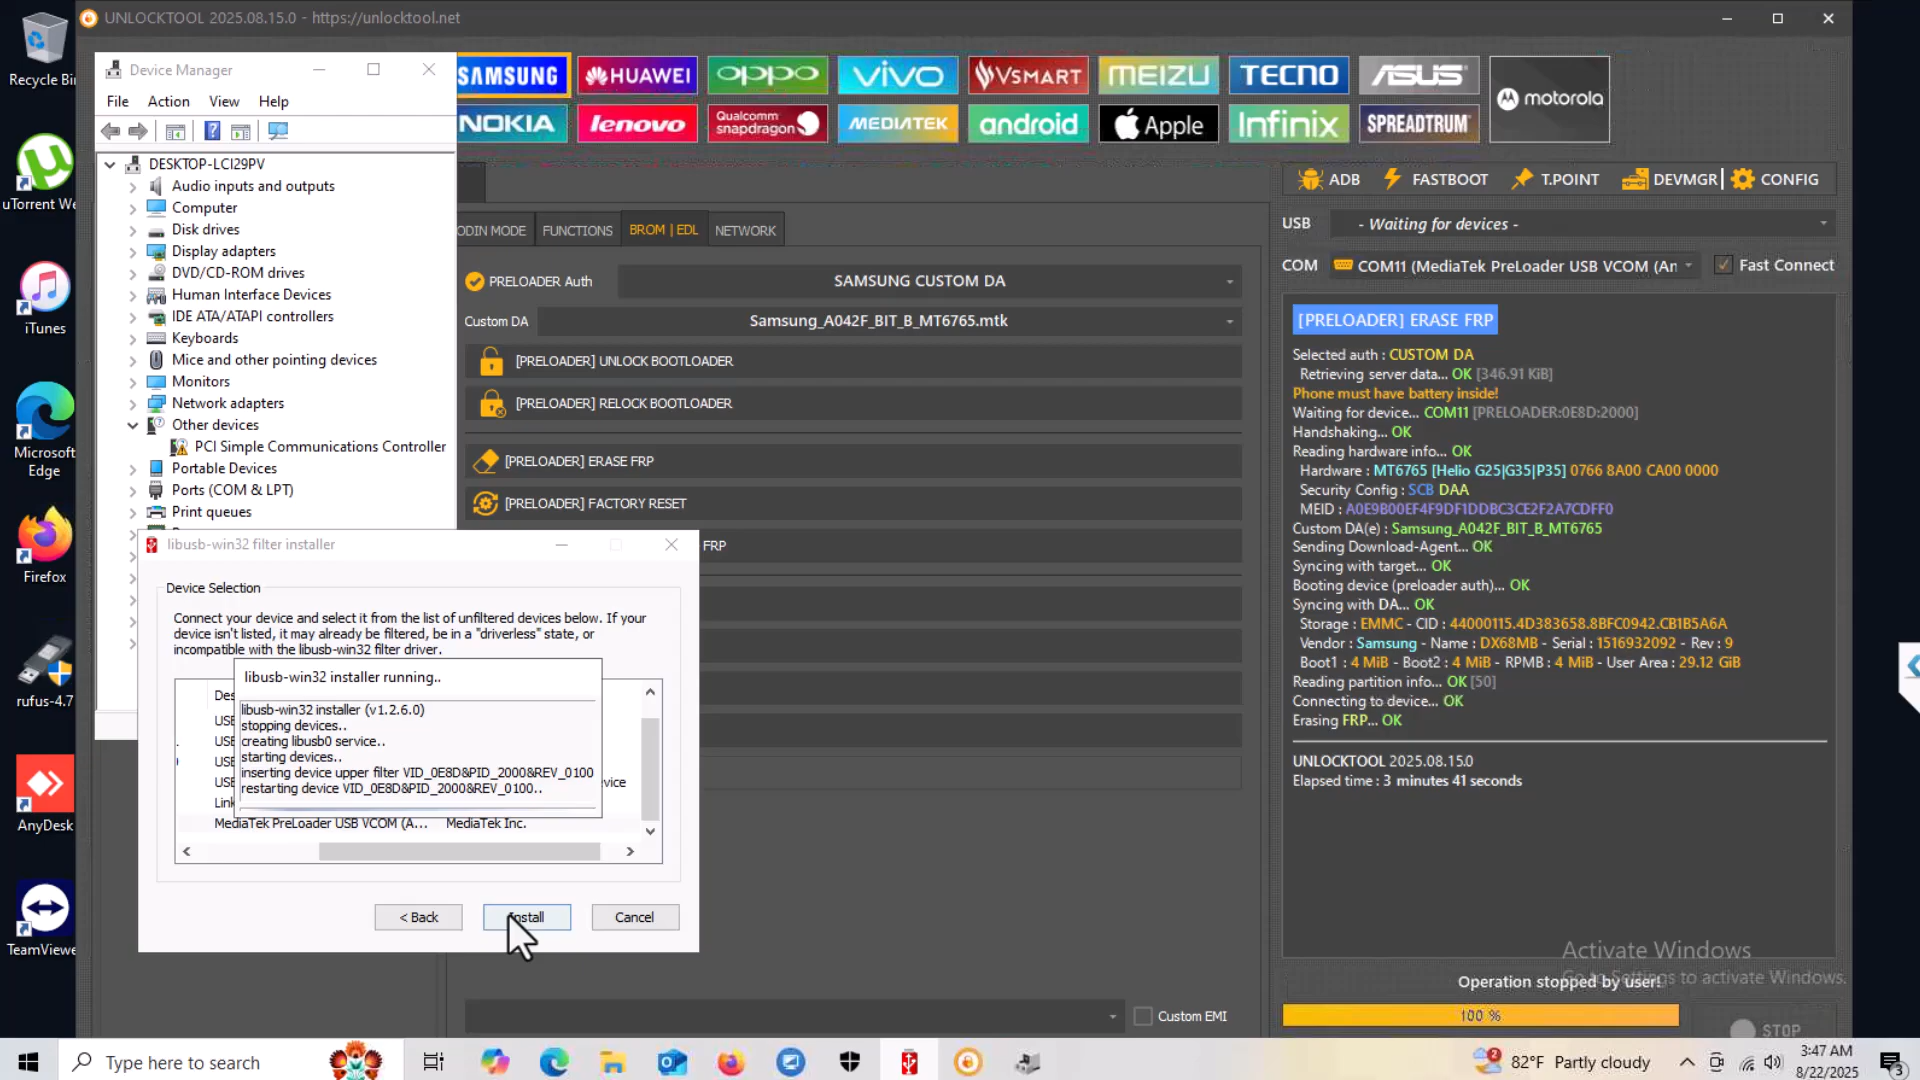 UNLOCKTOOL 2025.08.15.0 - https://unlocktool.net
Recycle Bin
uTorrent We
iTunes
Microsoft
Edge
Firefox
rufus-4.7
AnyDesk
TeamViewe
Device Manager
File Action View Help
DESKTOP-LCI29PV
Audio inputs and outputs
Computer
Disk drives
Display adapters
DVD/CD-ROM drives
Human Interface Devices
IDE ATA/ATAPI controllers
Keyboards
Mice and other pointing devices
Monitors
Network adapters
Other devices
PCI Simple Communications Controller
Portable Devices
Ports (COM & LPT)
Print queues
SAMSUNG HUAWEI oppo vivo VSMART MEIZU TECNO ASUS motorola
NOKIA lenovo Qualcomm snapdragon MEDIATEK android Apple Infinix SPREADTRUM
ODIN MODE FUNCTIONS BROM | EDL NETWORK
PRELOADER Auth SAMSUNG CUSTOM DA
Custom DA Samsung_A042F_BIT_B_MT6765.mtk
[PRELOADER] UNLOCK BOOTLOADER
[PRELOADER] RELOCK BOOTLOADER
[PRELOADER] ERASE FRP
[PRELOADER] FACTORY RESET
FRP
Custom EMI
libusb-win32 filter installer
Device Selection
Connect your device and select it from the list of unfiltered devices below. If your
device isn't listed, it may already be filtered, be in a "driverless" state, or
incompatible with the libusb-win32 filter driver.
libusb-win32 installer running..
libusb-win32 installer (v1.2.6.0)
stopping devices..
creating libusb0 service..
starting devices..
inserting device upper filter VID_0E8D&PID_2000&REV_0100
restarting device VID_0E8D&PID_2000&REV_0100..
MediaTek PreLoader USB VCOM (A... MediaTek Inc.
< Back Install Cancel
ADB FASTBOOT T.POINT DEVMGR CONFIG
USB - Waiting for devices -
COM COM11 (MediaTek PreLoader USB VCOM (An Fast Connect
[PRELOADER] ERASE FRP
Selected auth : CUSTOM DA
Retrieving server data... OK [346.91 KiB]
Phone must have battery inside!
Waiting for device... COM11 [PRELOADER:0E8D:2000]
Handshaking... OK
Reading hardware info... OK
Hardware : MT6765 [Helio G25|G35|P35] 0766 8A00 CA00 0000
Security Config : SCB DAA
MEID : A0E9B00EF4F9DF1DDBC3CE2F2A7CDFF0
Custom DA(e) : Samsung_A042F_BIT_B_MT6765
Sending Download-Agent... OK
Syncing with target... OK
Booting device (preloader auth)... OK
Syncing with DA... OK
Storage : EMMC - CID : 44000115.4D383658.8BFC0942.CB1B5A6A
Vendor : Samsung - Name : DX68MB - Serial : 1516932092 - Rev : 9
Boot1 : 4 MiB - Boot2 : 4 MiB - RPMB : 4 MiB - User Area : 29.12 GiB
Reading partition info... OK [50]
Connecting to device... OK
Erasing FRP... OK
UNLOCKTOOL 2025.08.15.0
Elapsed time : 3 minutes 41 seconds
Activate Windows
Go to Settings to activate Windows.
Operation stopped by user!
100 %
STOP
Type here to search
82°F Partly cloudy
3:47 AM
8/22/2025